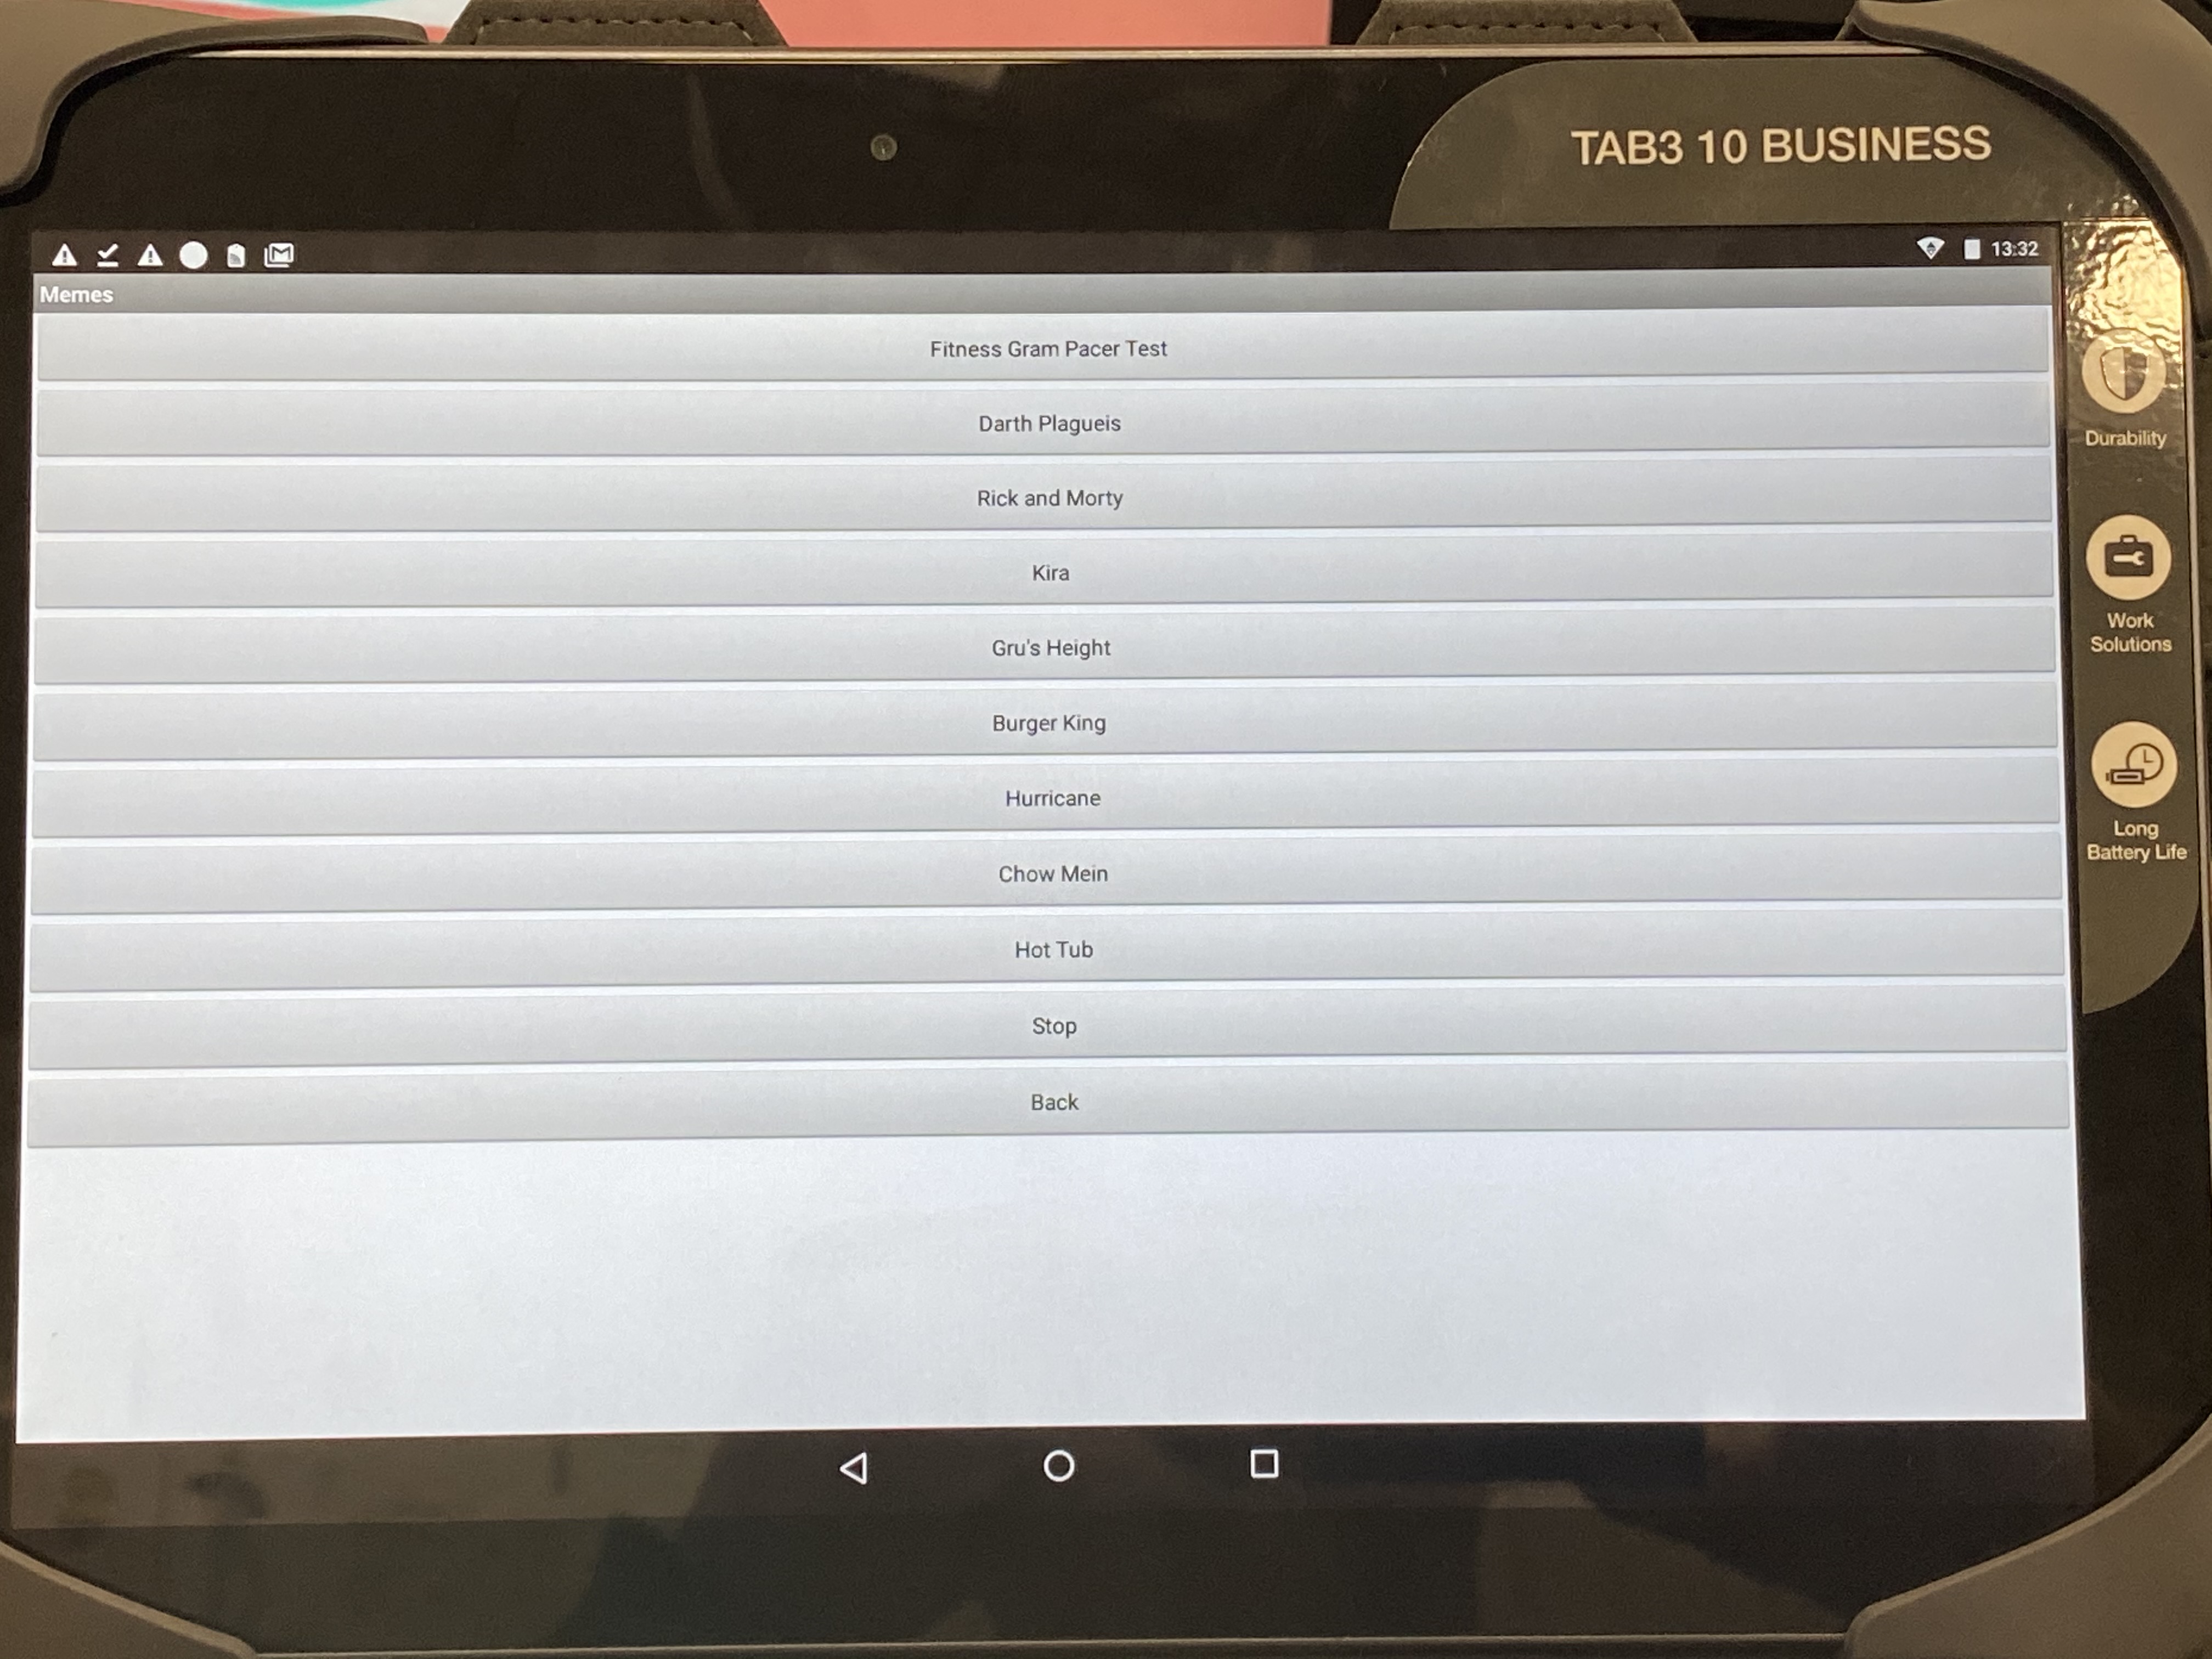 TAB3 10 BUSINESS
13:32
Memes
Fitness Gram Pacer Test
Darth Plagueis
Rick and Morty
Kira
Gru's Height
Burger King
Hurricane
Chow Mein
Hot Tub
Stop
Back
Durability
Work
Solutions
Long
Battery Life